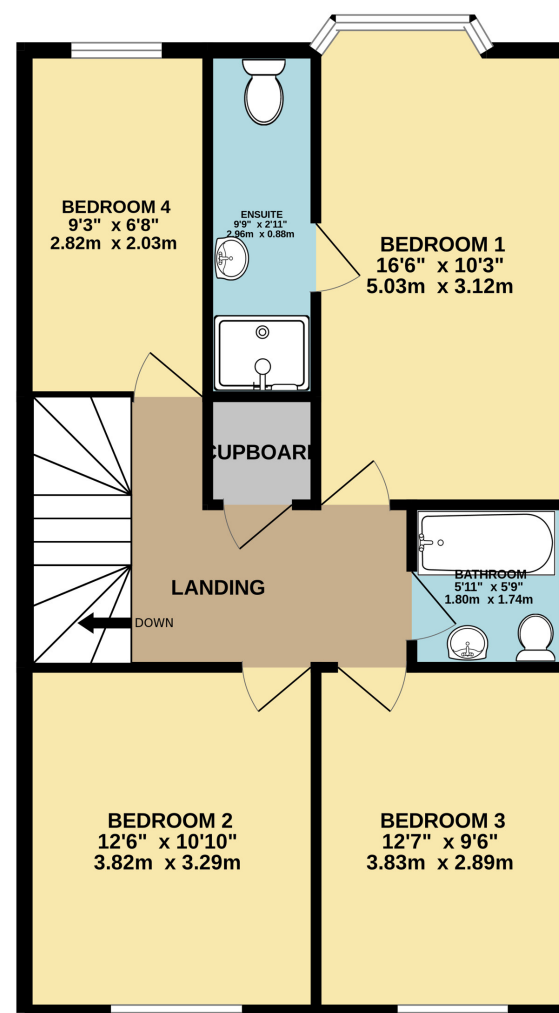 BEDROOM 4
9'3" x 6'8"
2.82m x 2.03m
ENSUITE
9'9" x 2'11"
2.96m x 0.88m
BEDROOM 1
16'6" x 10'3"
5.03m x 3.12m
CUPBOARD
LANDING
DOWN
BATHROOM
5'11" x 5'9"
1.80m x 1.74m
BEDROOM 2
12'6" x 10'10"
3.82m x 3.29m
BEDROOM 3
12'7" x 9'6"
3.83m x 2.89m